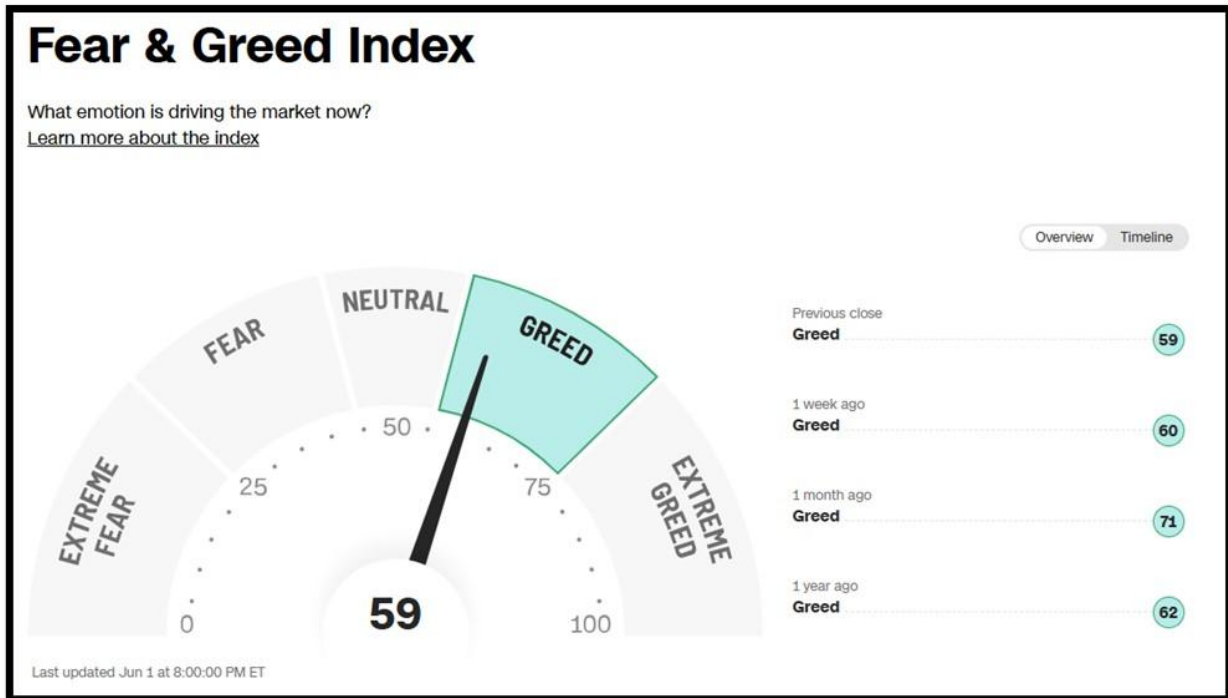 Fear & Greed Index
What emotion is driving the market now?
Learn more about the index
Overview Timeline
EXTREME FEAR
FEAR
NEUTRAL
GREED
EXTREME GREED
0
25
50
75
100
59
Previous close
Greed 59
1 week ago
Greed 60
1 month ago
Greed 71
1 year ago
Greed 62
Last updated Jun 1 at 8:00:00 PM ET